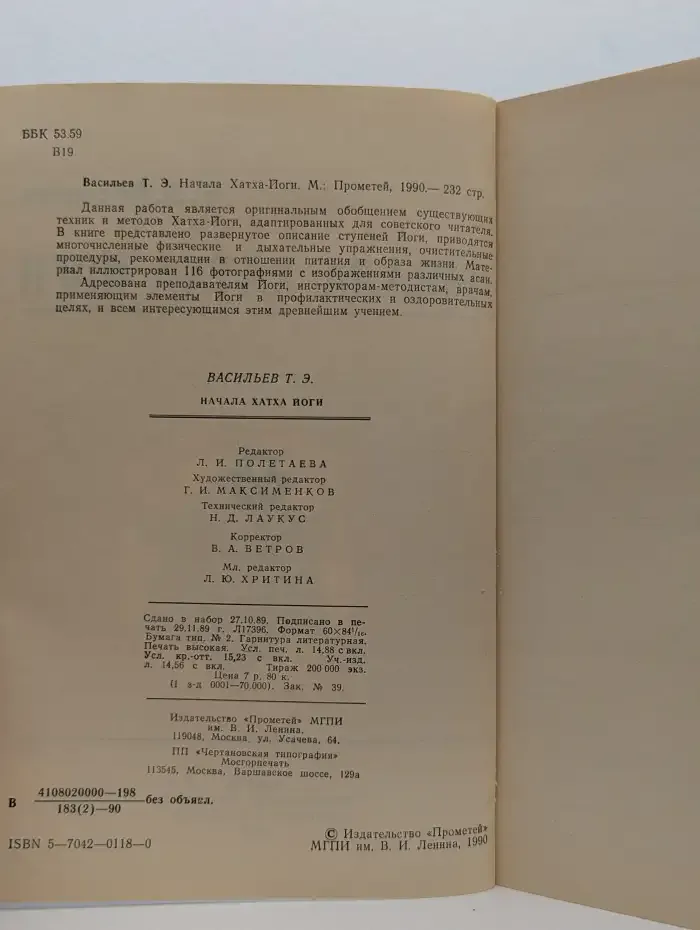 ББК 53.59
В19
Васильев Т. Э. Начала Хатха-Йоги. М.: Прометей, 1990.— 232 стр.
Данная работа является оригинальным обобщением существующих
техник и методов Хатха-Йоги, адаптированных для советского читателя.
В книге представлено развернутое описание ступеней Йоги, приводятся
многочисленные физические и дыхательные упражнения, очистительные
процедуры, рекомендации в отношении питания и образа жизни. Мате-
риал иллюстрирован 116 фотографиями с изображениями различных асан.
Адресована преподавателям Йоги, инструкторам-методистам, врачам,
применяющим элементы Йоги в профилактических и оздоровительных
целях, и всем интересующимся этим древнейшим учением.
ВАСИЛЬЕВ Т. Э.
НАЧАЛА ХАТХА ЙОГИ
Редактор
Л. И. ПОЛЕТАЕВА
Художественный редактор
Г. И. МАКСИМЕНКОВ
Технический редактор
Н. Д. ЛАУКУС
Корректор
В. А. ВЕТРОВ
Мл. редактор
Л. Ю. ХРИТИНА
Сдано в набор 27.10.89. Подписано в пе-
чать 29.11.89 г. Л17396. Формат 60×84¹/₁₆.
Бумага тип. № 2. Гарнитура литературная.
Печать высокая. Усл. печ. л. 14,88 с вкл.
Усл. кр.-отт. 15,23 с вкл. Уч.-изд.
л. 14,56 с вкл. Тираж 200 000 экз.
Цена 7 р. 80 к.
(I з-д 0001—70.000). Зак. № 39.
Издательство «Прометей» МГПИ
им. В. И. Ленина.
119048, Москва, ул. Усачева, 64.
ПП «Чертановская типография»
Мосгорпечать
113545, Москва, Варшавское шоссе, 129а
В 4108020000—198
183(2)—90 без объявл.
ISBN 5—7042—0118—0
© Издательство «Прометей»
МГПИ им. В. И. Ленина, 1990